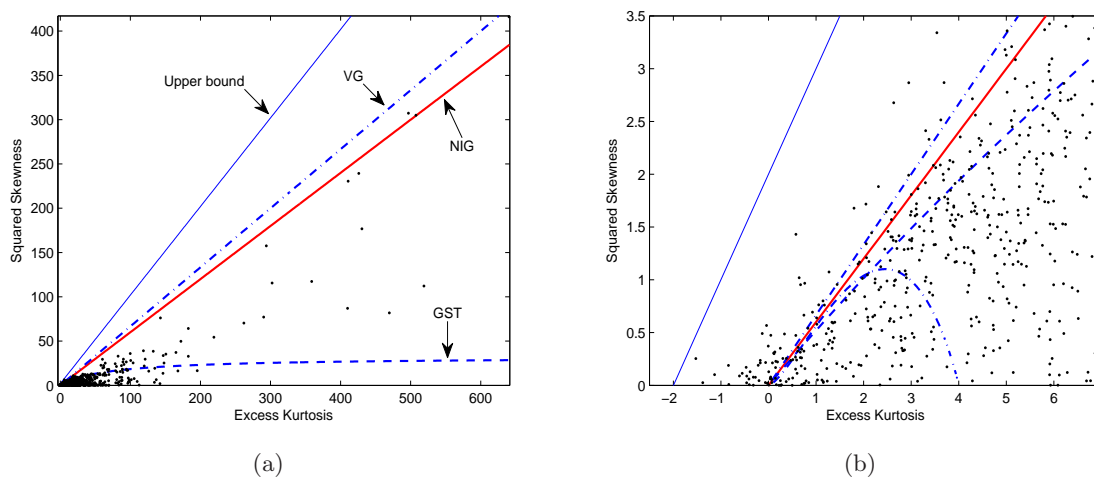 400
350
300
250
200
150
100
50
0
0 100 200 300 400 500 600
Squared Skewness
Excess Kurtosis
Upper bound
VG
NIG
GST
(a)
3.5
3
2.5
2
1.5
1
0.5
0
−2 −1 0 1 2 3 4 5 6
Squared Skewness
Excess Kurtosis
(b)